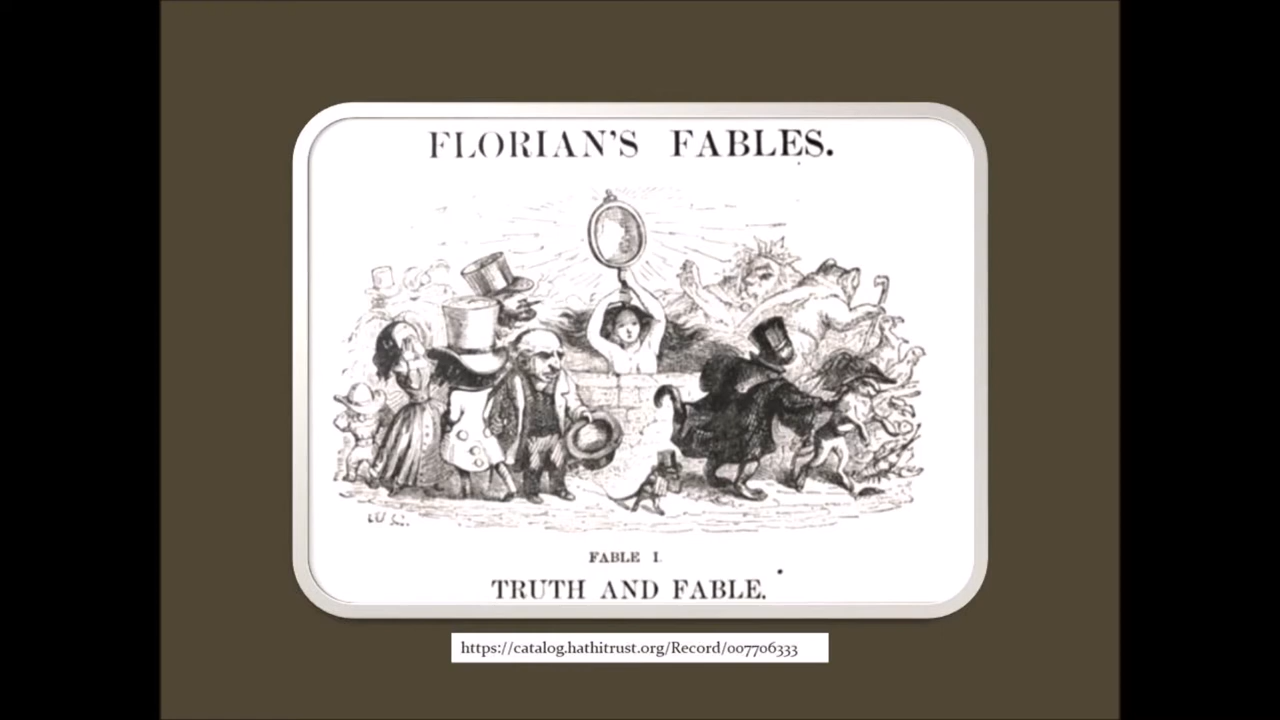 FLORIAN'S FABLES.
FABLE I.
TRUTH AND FABLE.
https://catalog.hathitrust.org/Record/007706333